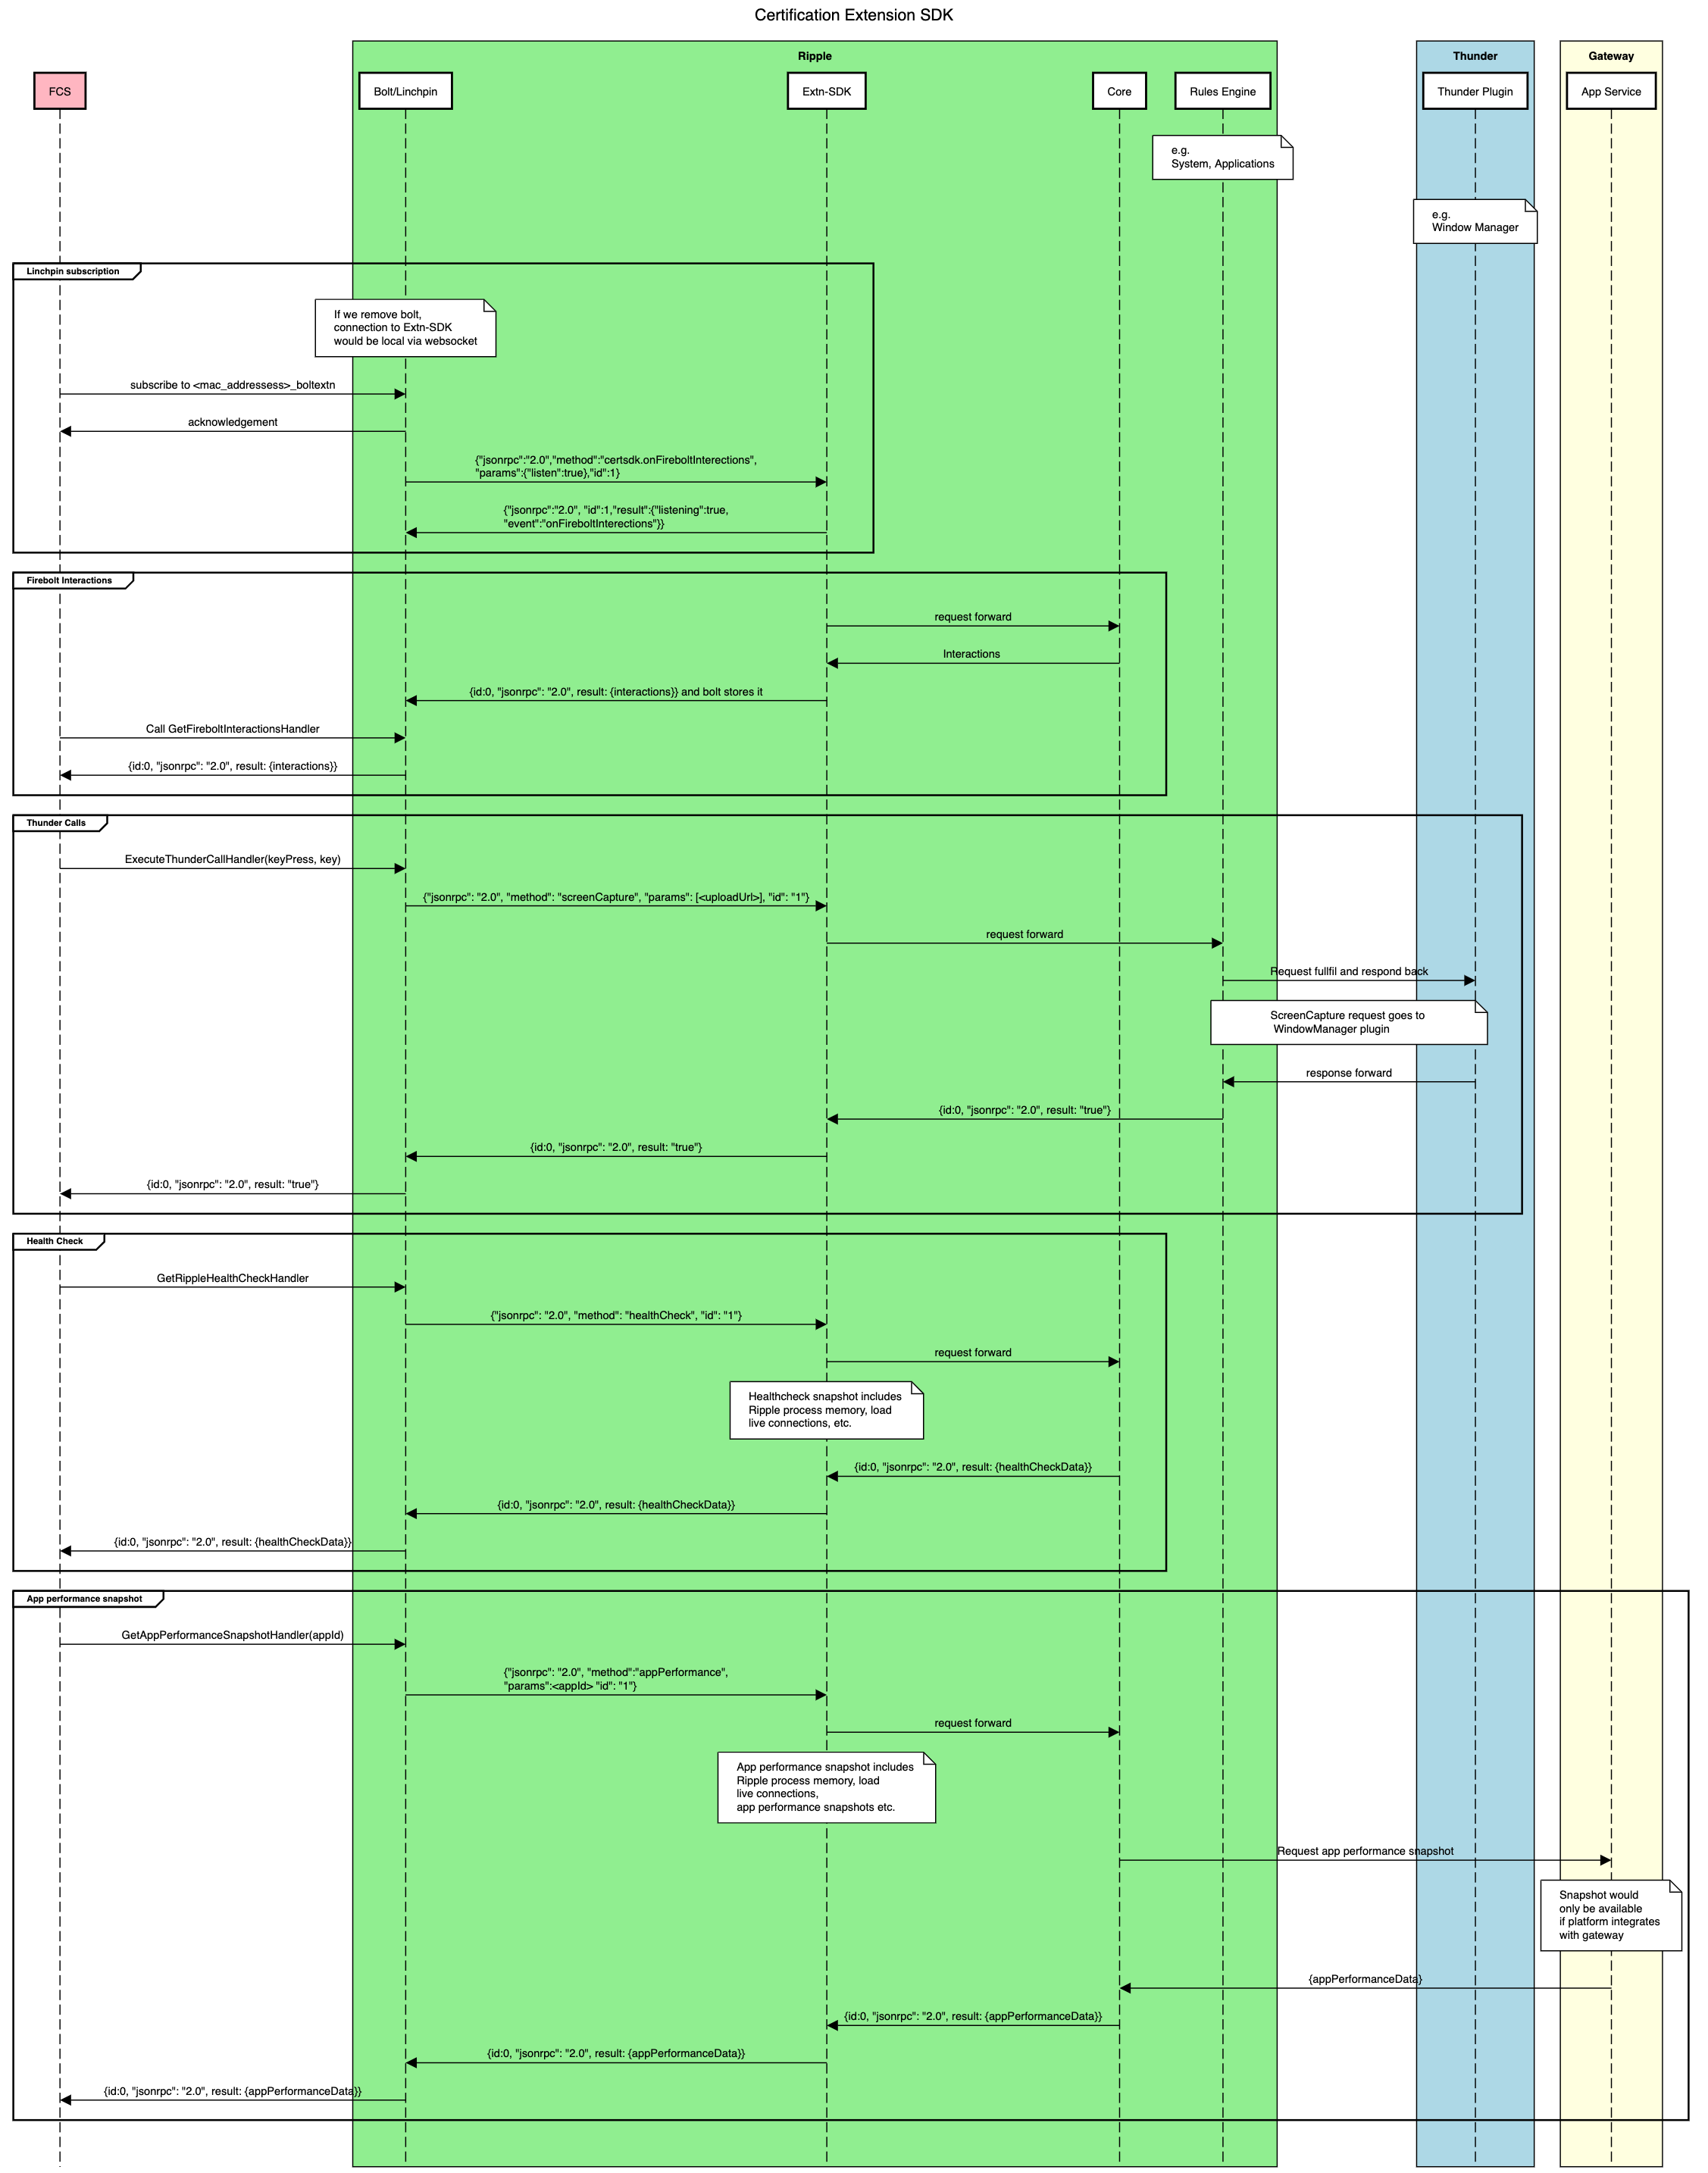 Certification Extension SDK
Ripple
Thunder
Gateway
FCS
Bolt/Linchpin
Extn-SDK
Core
Rules Engine
Thunder Plugin
App Service
e.g.
System, Applications
e.g.
Window Manager
Linchpin subscription
If we remove bolt,
connection to Extn-SDK
would be local via websocket
subscribe to <mac_addressess>_boltextn
acknowledgement
{"jsonrpc":"2.0","method":"certsdk.onFireboltInterections",
"params":{"listen":true},"id":1}
{"jsonrpc":"2.0", "id":1,"result":{"listening":true,
"event":"onFireboltInterections"}}
Firebolt Interactions
request forward
Interactions
{id:0, "jsonrpc": "2.0", result: {interactions}} and bolt stores it
Call GetFireboltInteractionsHandler
{id:0, "jsonrpc": "2.0", result: {interactions}}
Thunder Calls
ExecuteThunderCallHandler(keyPress, key)
{"jsonrpc": "2.0", "method": "screenCapture", "params": [<uploadUrl>], "id": "1"}
request forward
Request fullfil and respond back
ScreenCapture request goes to
WindowManager plugin
response forward
{id:0, "jsonrpc": "2.0", result: "true"}
{id:0, "jsonrpc": "2.0", result: "true"}
{id:0, "jsonrpc": "2.0", result: "true"}
Health Check
GetRippleHealthCheckHandler
{"jsonrpc": "2.0", "method": "healthCheck", "id": "1"}
request forward
Healthcheck snapshot includes
Ripple process memory, load
live connections, etc.
{id:0, "jsonrpc": "2.0", result: {healthCheckData}}
{id:0, "jsonrpc": "2.0", result: {healthCheckData}}
{id:0, "jsonrpc": "2.0", result: {healthCheckData}}
App performance snapshot
GetAppPerformanceSnapshotHandler(appId)
{"jsonrpc": "2.0", "method":"appPerformance",
"params":<appId> "id": "1"}
request forward
App performance snapshot includes
Ripple process memory, load
live connections,
app performance snapshots etc.
Request app performance snapshot
Snapshot would
only be available
if platform integrates
with gateway
{appPerformanceData}
{id:0, "jsonrpc": "2.0", result: {appPerformanceData}}
{id:0, "jsonrpc": "2.0", result: {appPerformanceData}}
{id:0, "jsonrpc": "2.0", result: {appPerformanceData}}